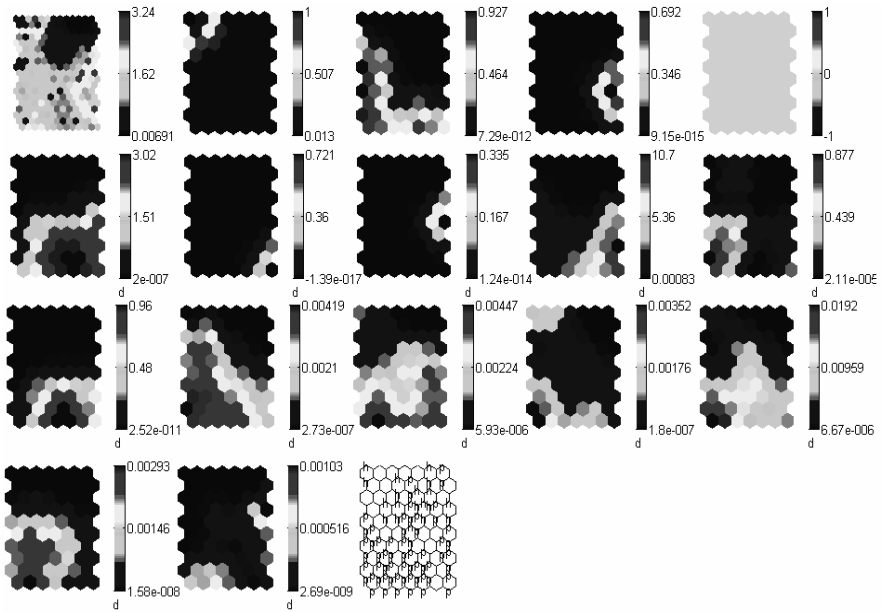 3.24 1 0.927 0.692 1
1.62 0.507 0.464 0.346 0
0.00691 0.013 7.29e-012 9.15e-015 -1
3.02 0.721 0.335 10.7 0.877
1.51 0.36 0.167 5.36 0.439
2e-007 -1.39e-017 1.24e-014 0.00083 2.11e-005
d d d d d
0.96 0.00419 0.00447 0.00352 0.0192
0.48 0.0021 0.00224 0.00176 0.00959
2.52e-011 2.73e-007 5.93e-006 1.8e-007 6.67e-006
d d d d d
0.00293 0.00103
0.00146 0.000516
1.58e-008 2.69e-009
d d